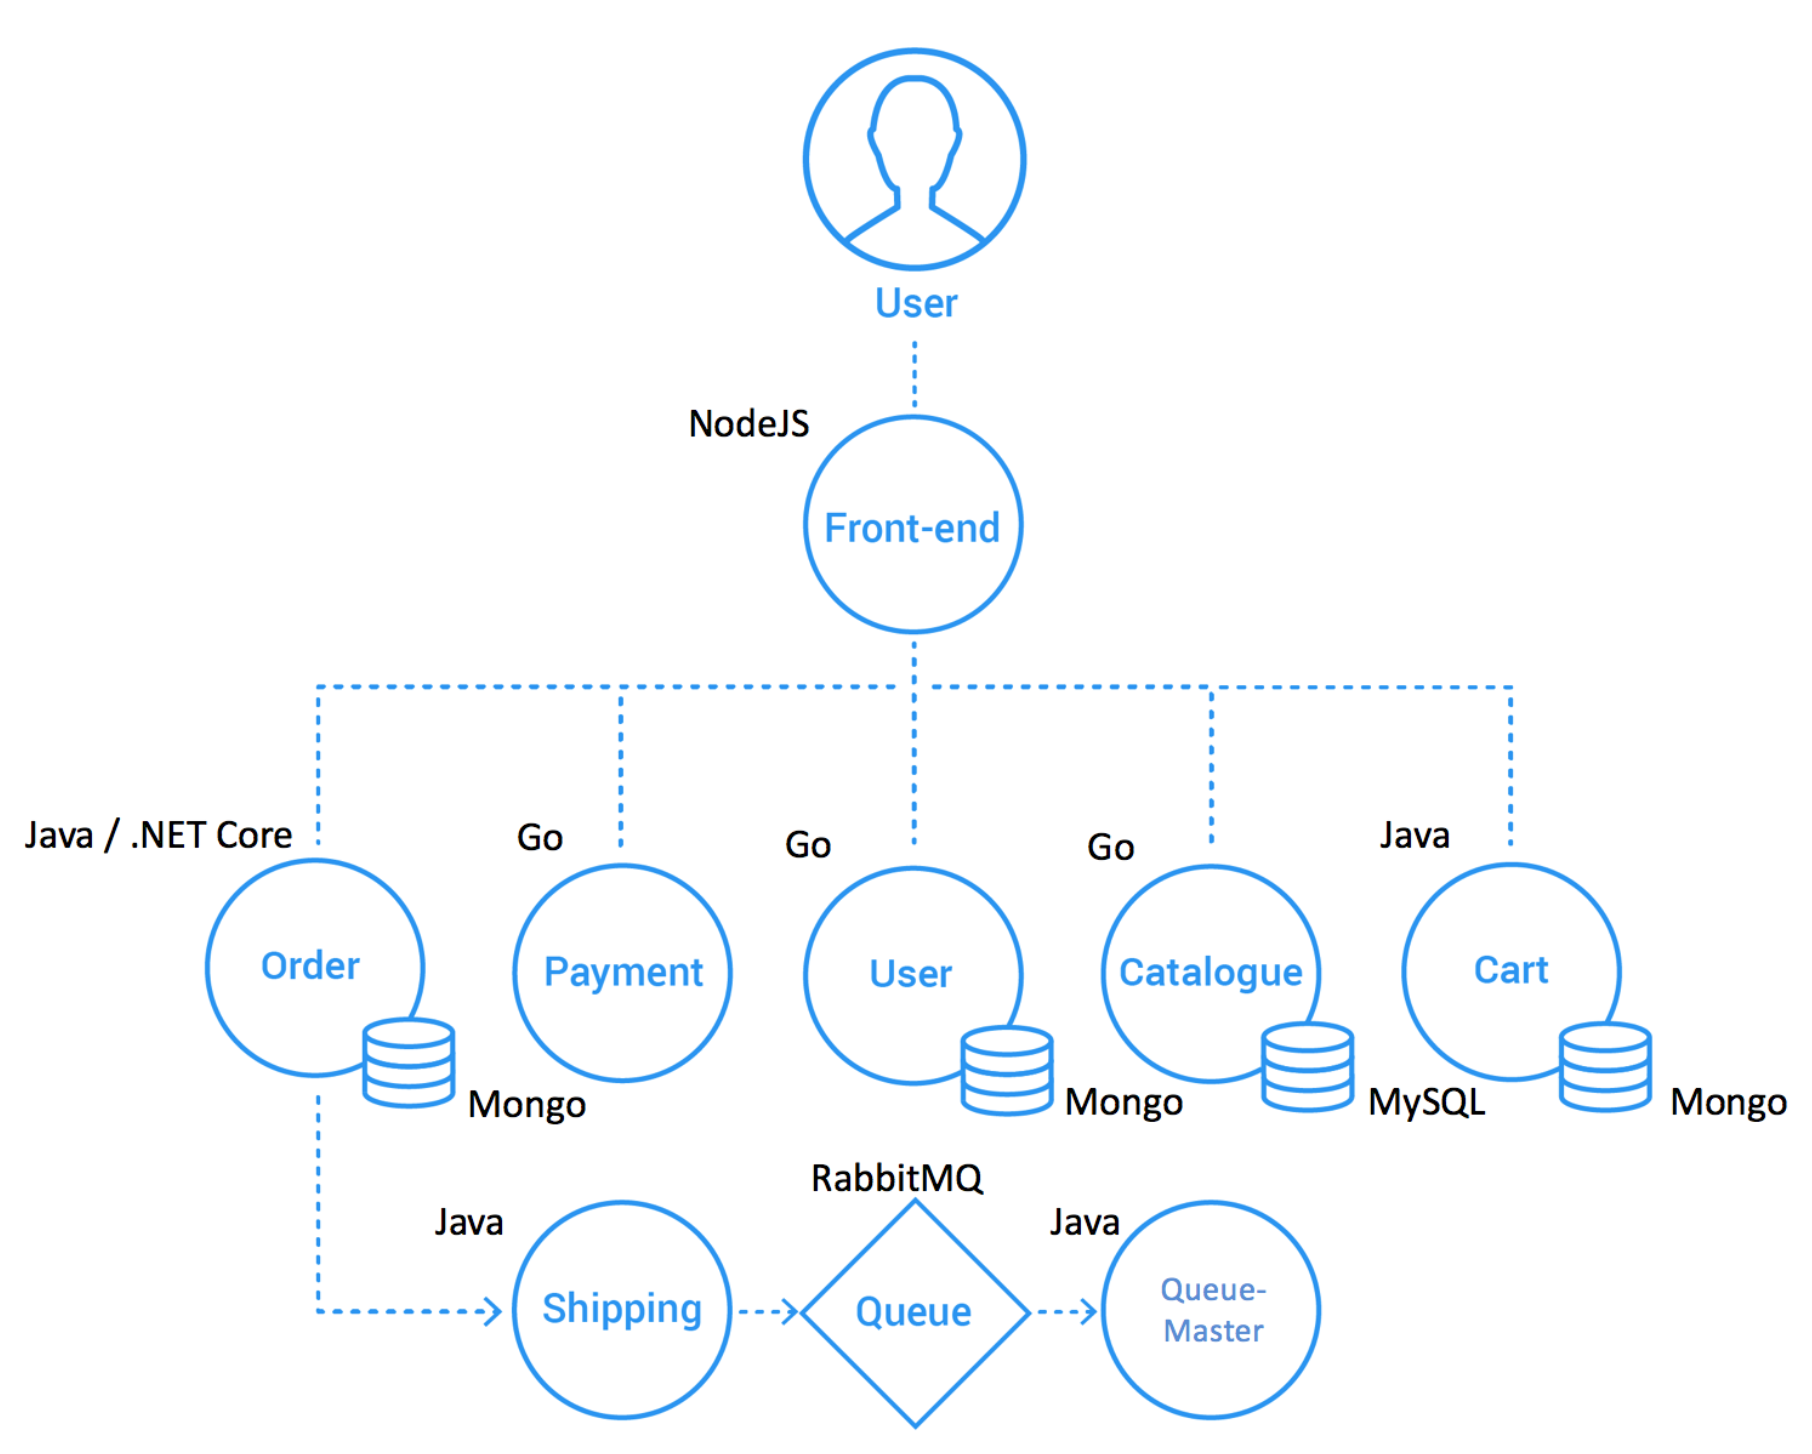 User
NodeJS
Front-end
Java / .NET Core
Go
Go
Go
Java
Order
Payment
User
Catalogue
Cart
Mongo
Mongo
MySQL
Mongo
RabbitMQ
Java
Java
Shipping
Queue
Queue-
Master